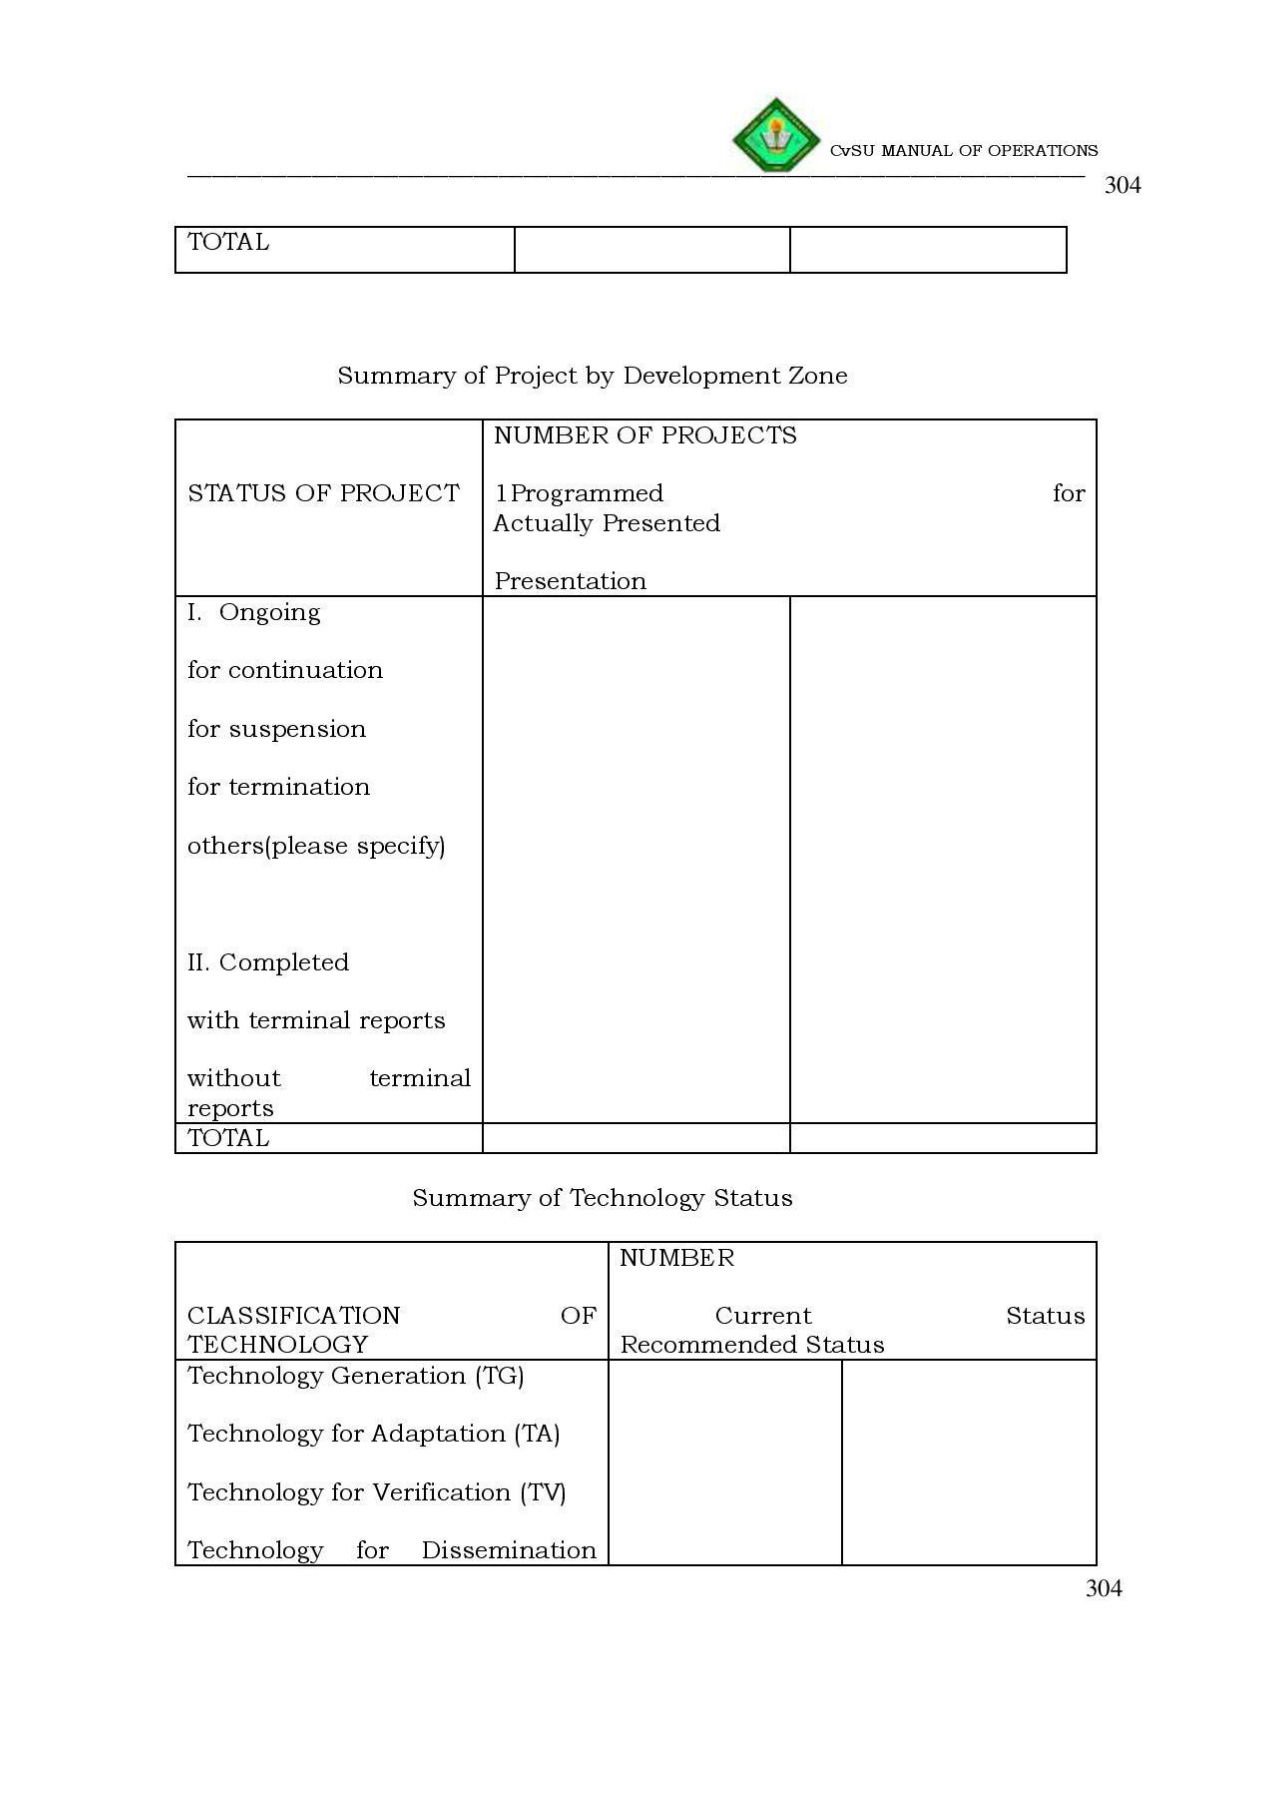 CvSU MANUAL OF OPERATIONS
304
TOTAL
Summary of Project by Development Zone
NUMBER OF PROJECTS
STATUS OF PROJECT
1Programmed for
Actually Presented
Presentation
I. Ongoing
for continuation
for suspension
for termination
others(please specify)
II. Completed
with terminal reports
without terminal
reports
TOTAL
Summary of Technology Status
NUMBER
CLASSIFICATION OF
TECHNOLOGY
Current Status
Recommended Status
Technology Generation (TG)
Technology for Adaptation (TA)
Technology for Verification (TV)
Technology for Dissemination
304